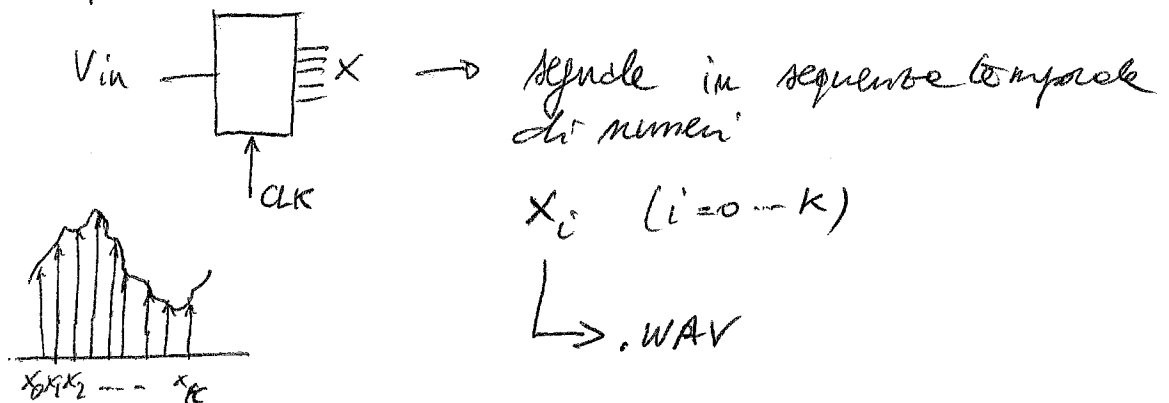 Vin X → segnale in sequenza temporale
di numeri
CLK
Xi (i=0---K)
.WAV
X0 X1 X2 ---- XK